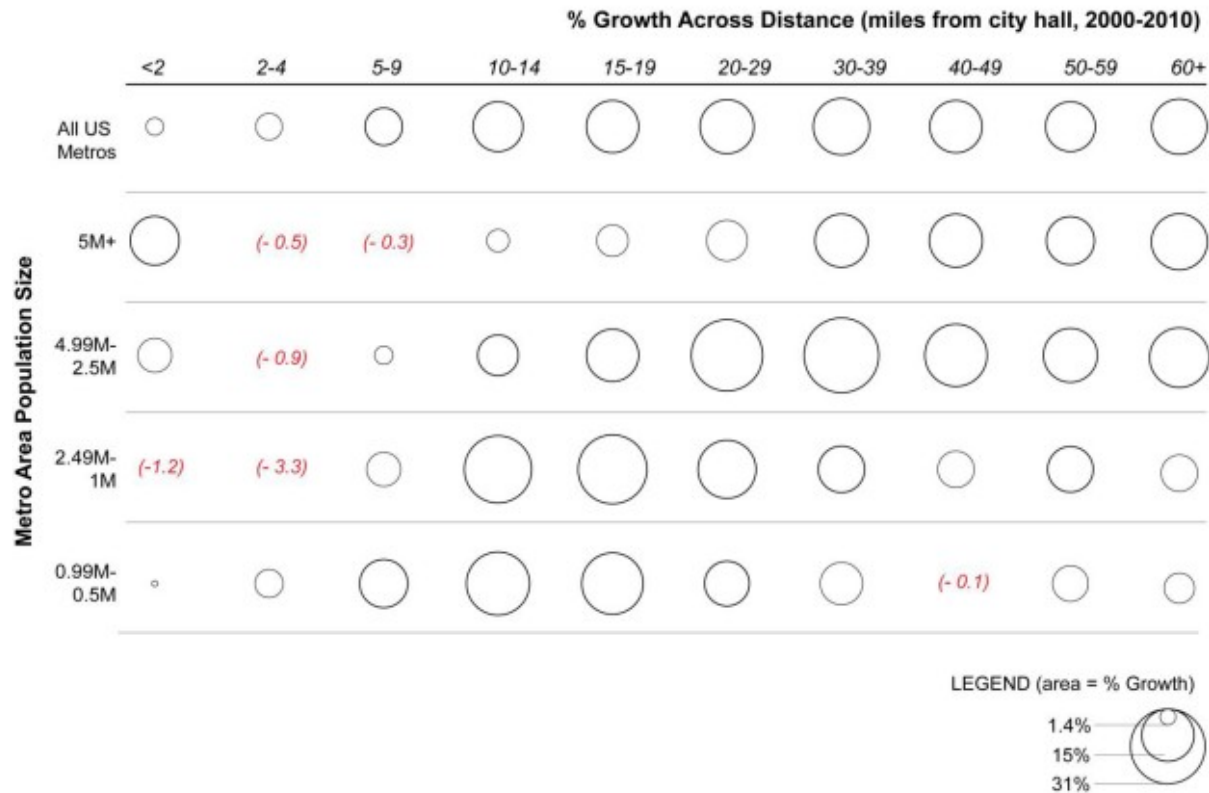 % Growth Across Distance (miles from city hall, 2000-2010)
<2 2-4 5-9 10-14 15-19 20-29 30-39 40-49 50-59 60+
Metro Area Population Size
All US
Metros
5M+ (- 0.5) (- 0.3)
4.99M-
2.5M (- 0.9)
2.49M-
1M (-1.2) (- 3.3)
0.99M-
0.5M (- 0.1)
LEGEND (area = % Growth)
1.4%
15%
31%